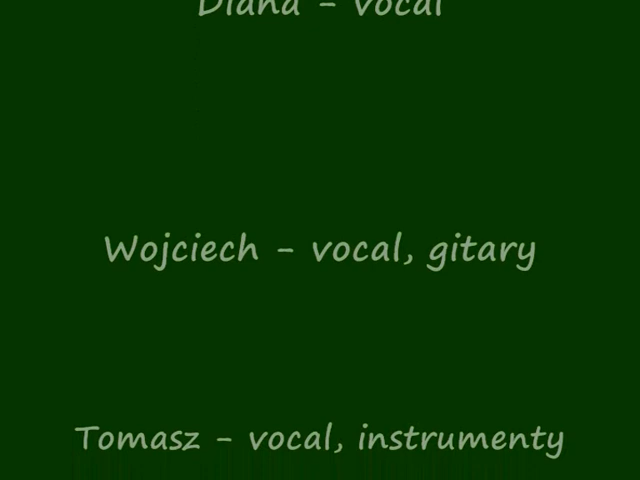 Diana - vocal
Wojciech - vocal, gitary
Tomasz - vocal, instrumenty